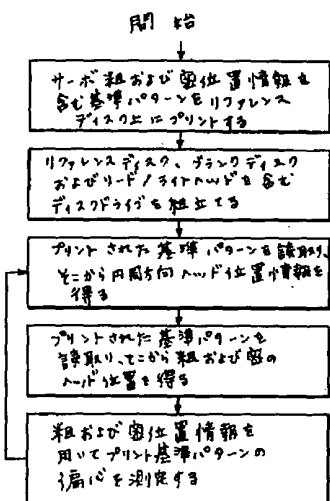 開始
サーボ粗および密位置情報を
含む基準パターンをリファレンス
ディスク上にプリントする
リファレンスディスク、ブランクディスク
およびリード/ライトヘッドを含む
ディスクドライブを組立てる
プリントされた基準パターンを読取り、
そこから円周方向ヘッド位置情報を
得る
プリントされた基準パターンを
読取り、そこから粗および密の
ヘッド位置を得る
粗および密位置情報を
用いてプリント基準パターンの
偏心を測定する